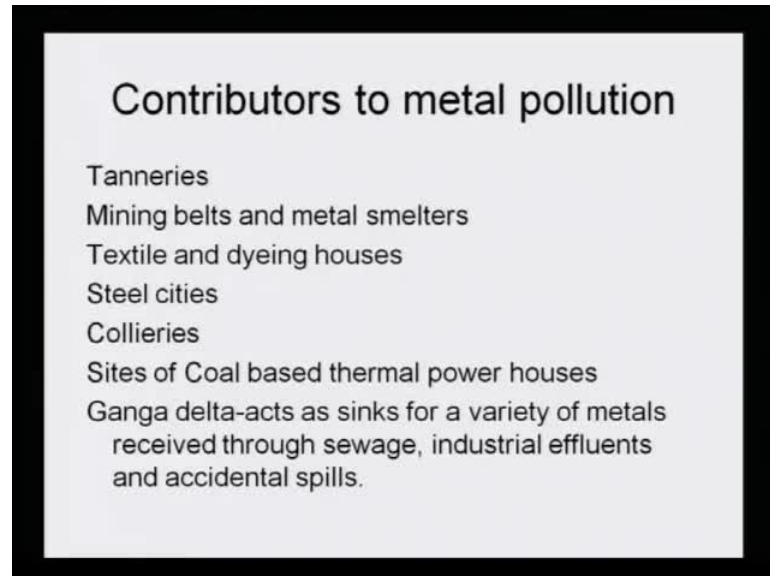 Contributors to metal pollution
Tanneries
Mining belts and metal smelters
Textile and dyeing houses
Steel cities
Collieries
Sites of Coal based thermal power houses
Ganga delta-acts as sinks for a variety of metals
received through sewage, industrial effluents
and accidental spills.